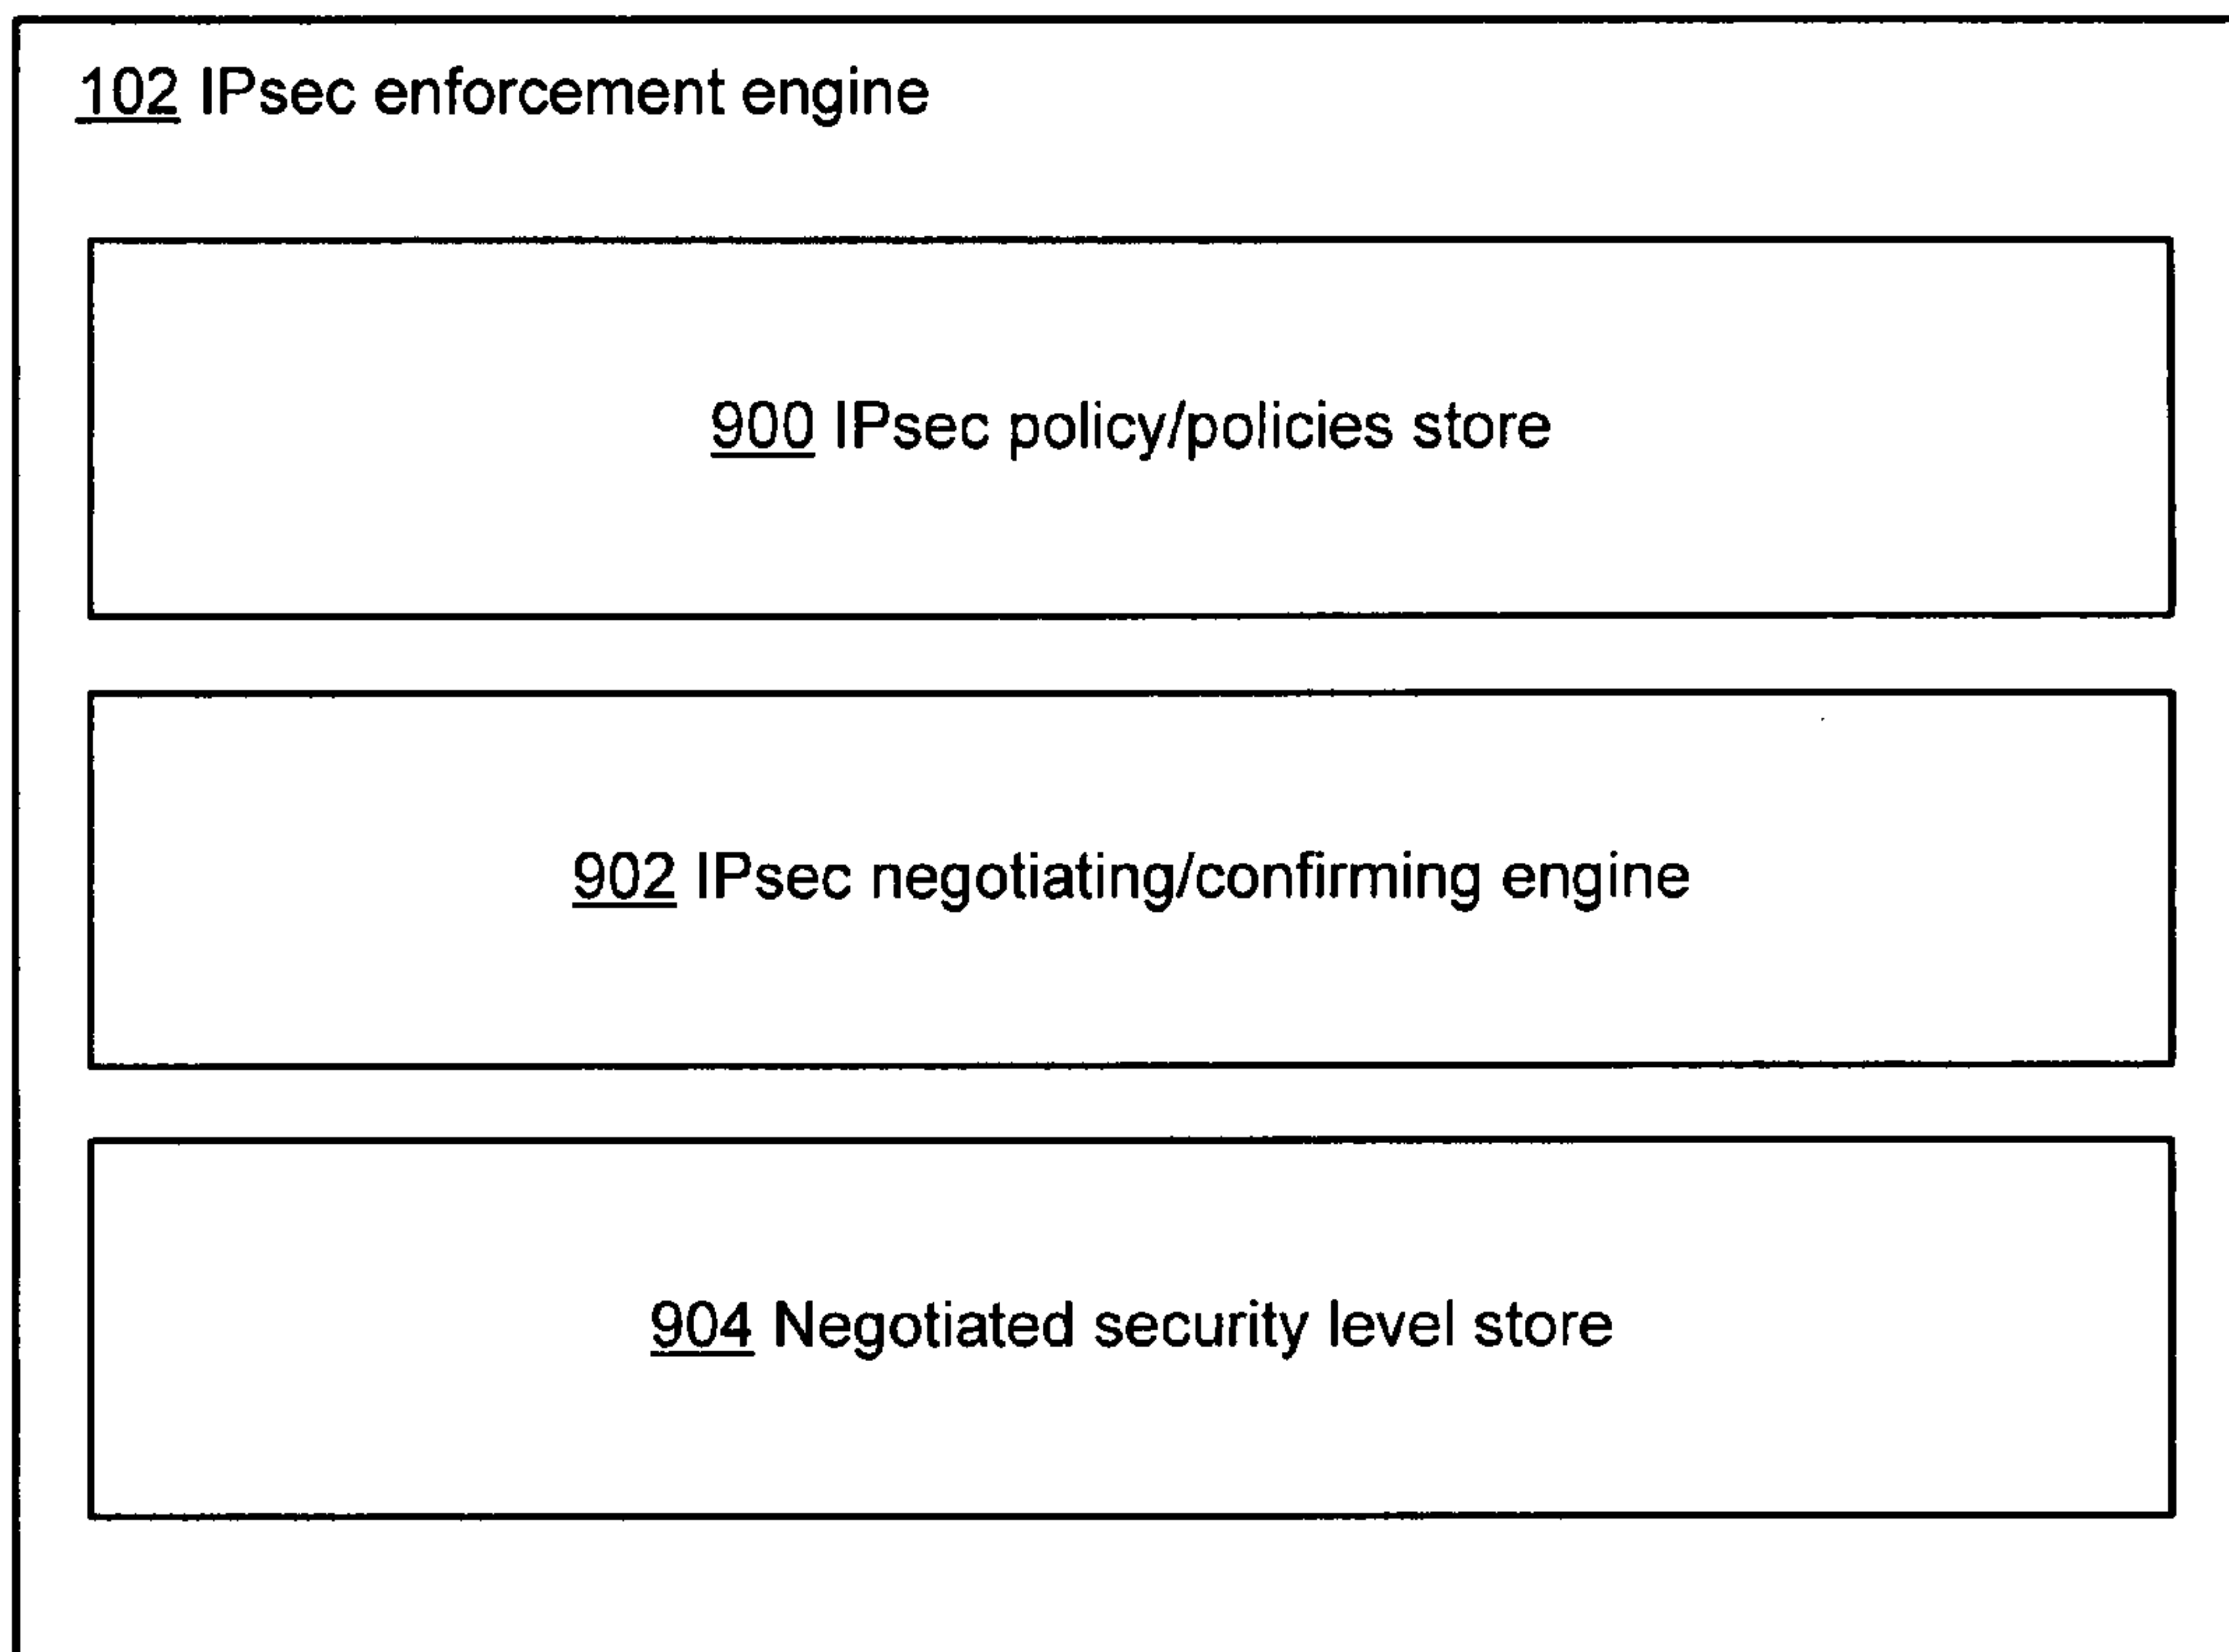 102 IPsec enforcement engine
900 IPsec policy/policies store
902 IPsec negotiating/confirming engine
904 Negotiated security level store